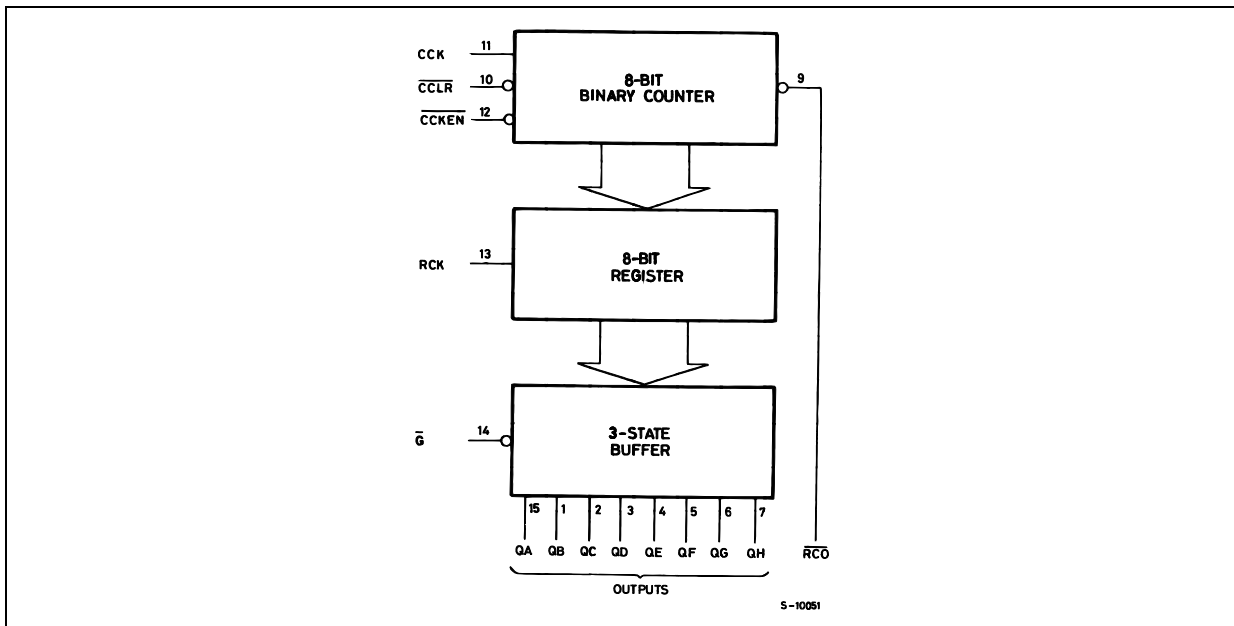 CCK 11
CCLR 10
CCKEN 12
8-BIT
BINARY COUNTER
9
RCK 13
8-BIT
REGISTER
G 14
3-STATE
BUFFER
15 1 2 3 4 5 6 7
QA QB QC QD QE QF QG QH RCO
OUTPUTS
S-10051